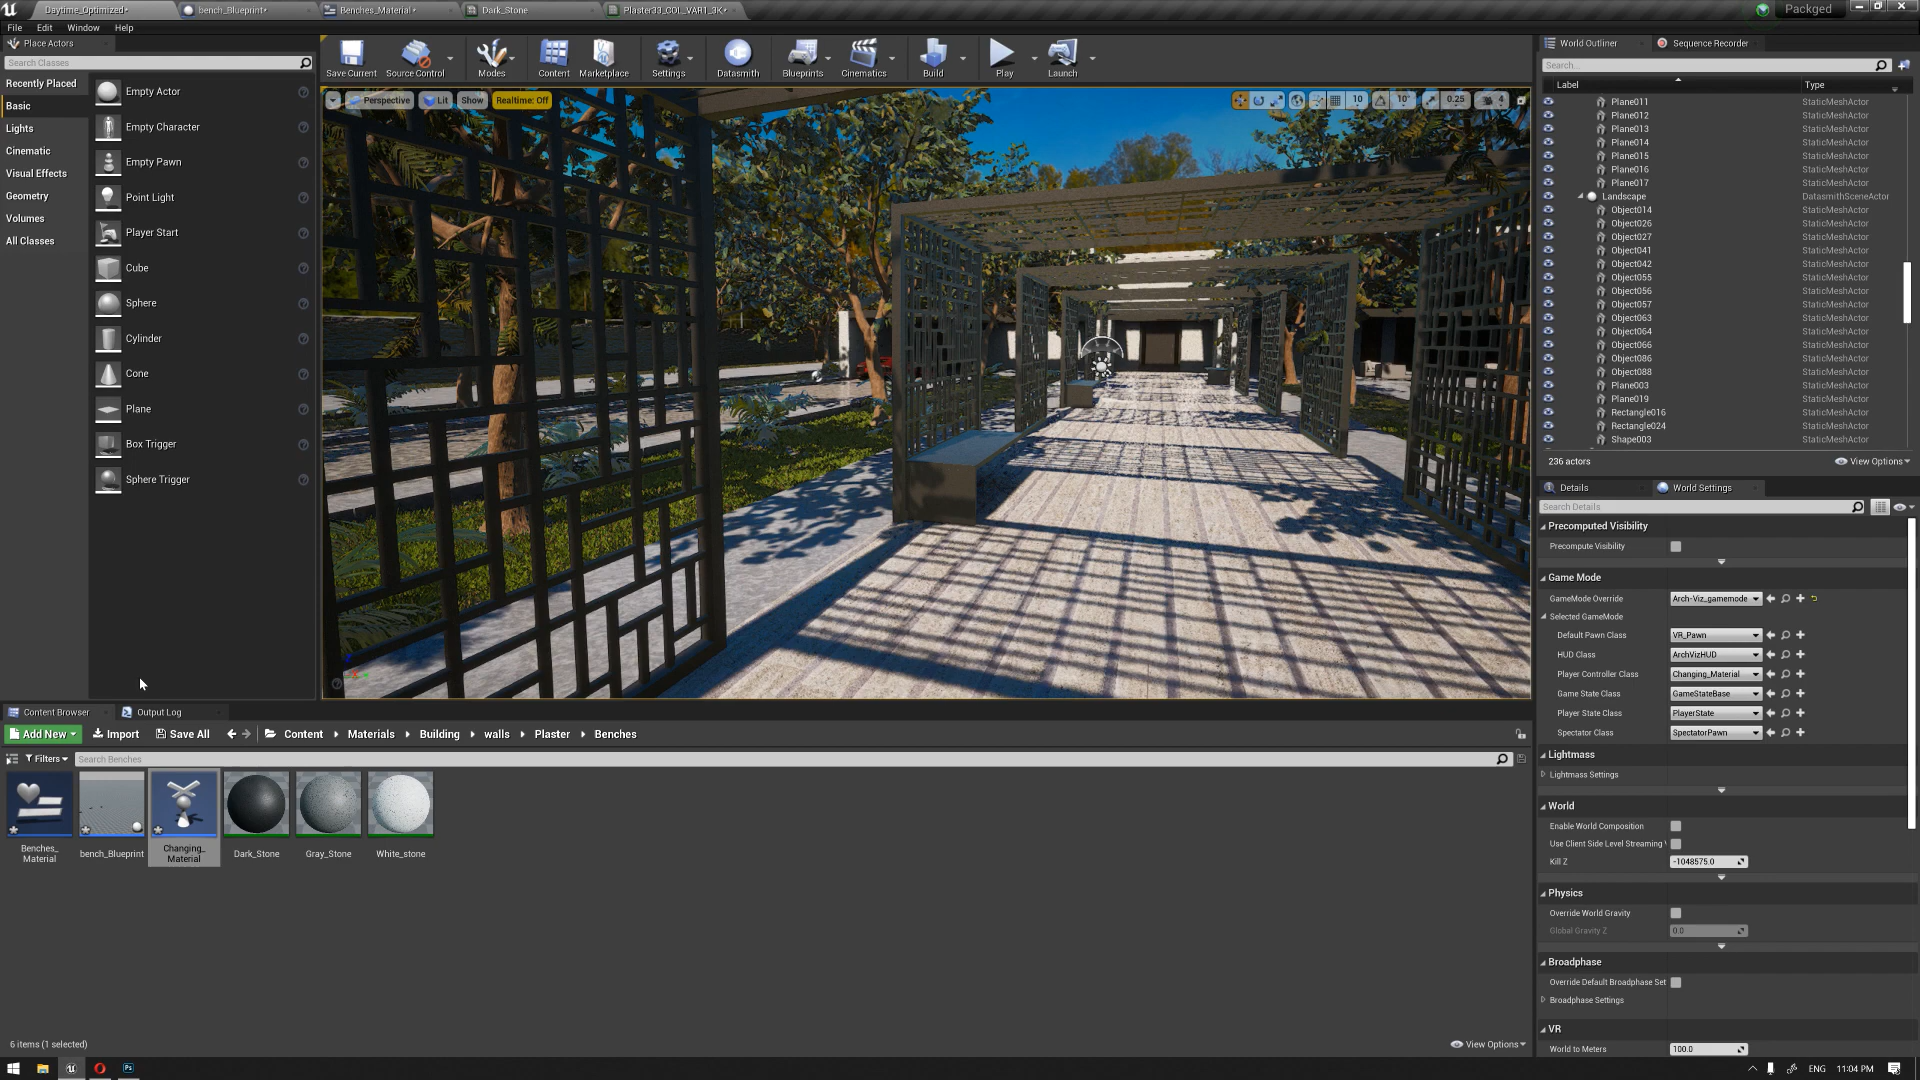 Daytime_Optimized*
bench_Blueprint*
Benches_Material*
Dark_Stone
Plaster33_COL_VAR1_3K*
Packged
File Edit Window Help
Place Actors
Search Classes
Recently Placed
Basic
Lights
Cinematic
Visual Effects
Geometry
Volumes
All Classes
Empty Actor
Empty Character
Empty Pawn
Point Light
Player Start
Cube
Sphere
Cylinder
Cone
Plane
Box Trigger
Sphere Trigger
Save Current
Source Control
Modes
Content
Marketplace
Settings
Datasmith
Blueprints
Cinematics
Build
Play
Launch
Perspective
Lit
Show
Realtime: Off
10
10°
0.25
4
World Outliner
Sequence Recorder
Search...
Label Type
Plane011 StaticMeshActor
Plane012 StaticMeshActor
Plane013 StaticMeshActor
Plane014 StaticMeshActor
Plane015 StaticMeshActor
Plane016 StaticMeshActor
Plane017 StaticMeshActor
Landscape DatasmithSceneActor
Object014 StaticMeshActor
Object026 StaticMeshActor
Object027 StaticMeshActor
Object041 StaticMeshActor
Object042 StaticMeshActor
Object055 StaticMeshActor
Object056 StaticMeshActor
Object057 StaticMeshActor
Object063 StaticMeshActor
Object064 StaticMeshActor
Object066 StaticMeshActor
Object086 StaticMeshActor
Object088 StaticMeshActor
Plane003 StaticMeshActor
Plane019 StaticMeshActor
Rectangle016 StaticMeshActor
Rectangle024 StaticMeshActor
Shape003 StaticMeshActor
236 actors
View Options
Details
World Settings
Search Details
Precomputed Visibility
Precompute Visibility
Game Mode
GameMode Override Arch-Viz_gamemode
Selected GameMode
Default Pawn Class VR_Pawn
HUD Class ArchVizHUD
Player Controller Class Changing_Material
Game State Class GameStateBase
Player State Class PlayerState
Spectator Class SpectatorPawn
Lightmass
Lightmass Settings
World
Enable World Composition
Use Client Side Level Streaming
Kill Z -1048575.0
Physics
Override World Gravity
Global Gravity Z 0.0
Broadphase
Override Default Broadphase Set
Broadphase Settings
VR
World to Meters 100.0
Content Browser
Output Log
Add New
Import
Save All
Content
Materials
Building
walls
Plaster
Benches
Filters
Search Benches
Benches_
Material
bench_Blueprint
Changing_
Material
Dark_Stone
Gray_Stone
White_stone
6 items (1 selected)
View Options
Ps
ENG 11:04 PM